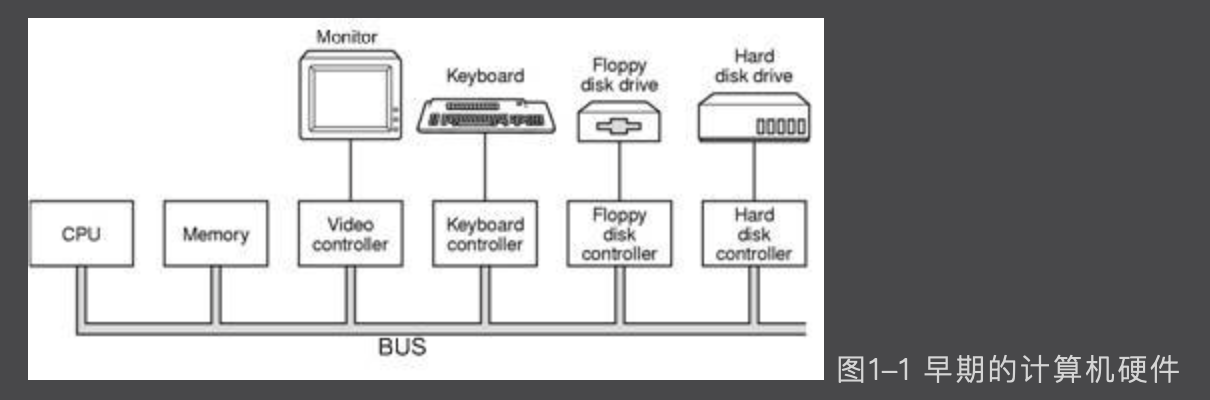 Monitor
Keyboard
Floppy
disk drive
Hard
disk drive
CPU
Memory
Video
controller
Keyboard
controller
Floppy
disk
controller
Hard
disk
controller
BUS
图1–1 早期的计算机硬件